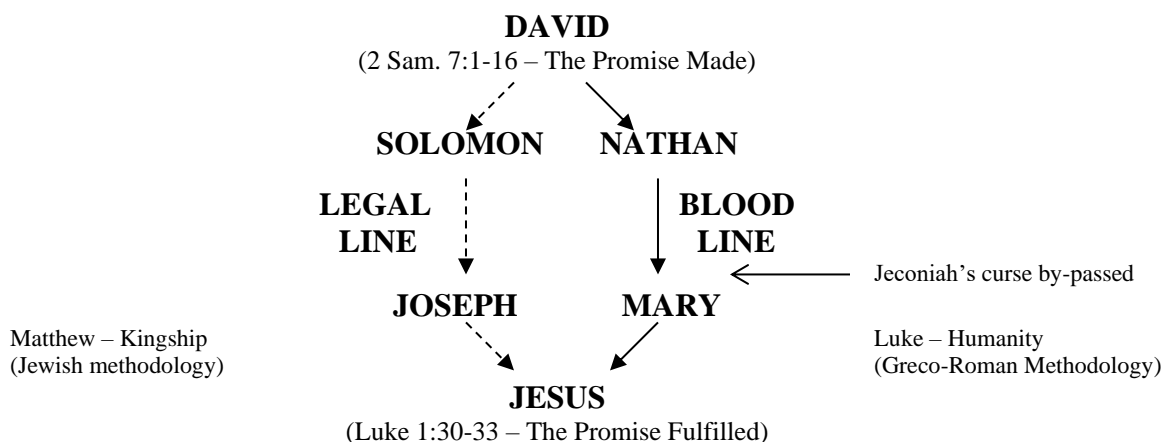 DAVID
(2 Sam. 7:1-16 – The Promise Made)
SOLOMON NATHAN
LEGAL
LINE
BLOOD
LINE
Jeconiah’s curse by-passed
JOSEPH MARY
Matthew – Kingship
(Jewish methodology)
Luke – Humanity
(Greco-Roman Methodology)
JESUS
(Luke 1:30-33 – The Promise Fulfilled)